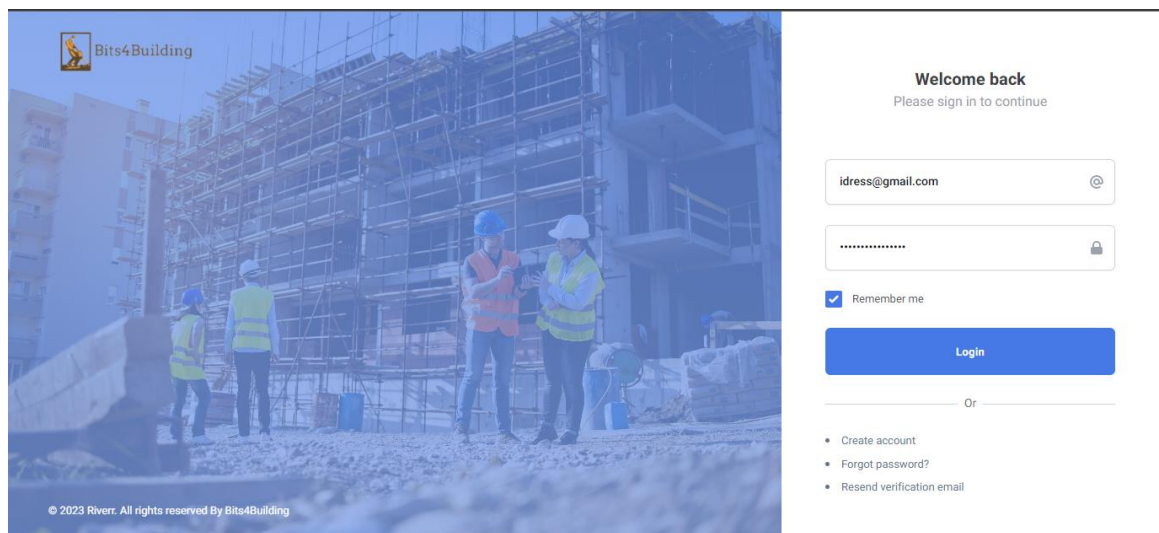 Bits4Building
Welcome back
Please sign in to continue
idress@gmail.com
Remember me
Login
Or
Create account
Forgot password?
Resend verification email
© 2023 Riverr. All rights reserved By Bits4Building